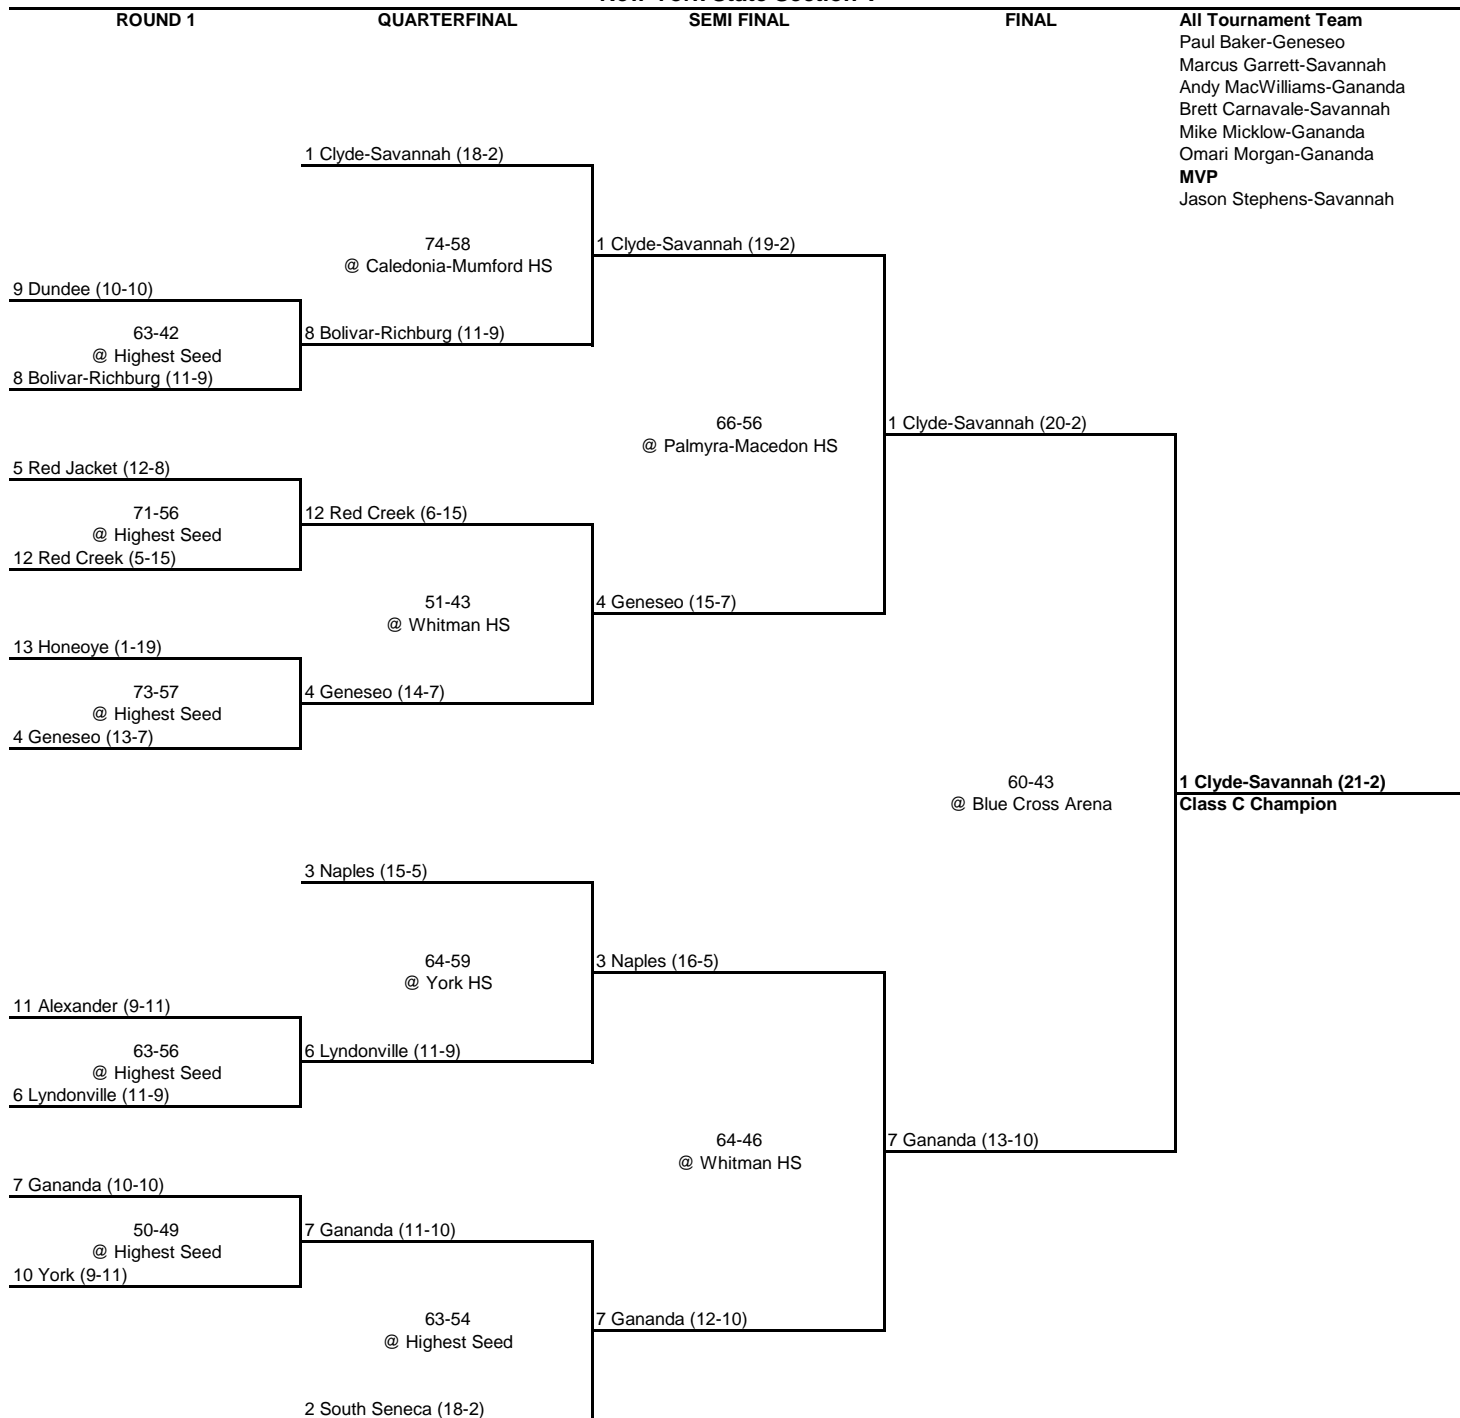 ROUND 1 QUARTERFINAL SEMI FINAL FINAL All Tournament Team
Paul Baker-Geneseo
Marcus Garrett-Savannah
Andy MacWilliams-Gananda
Brett Carnavale-Savannah
Mike Micklow-Gananda
1 Clyde-Savannah (18-2) Omari Morgan-Gananda
MVP
Jason Stephens-Savannah
74-58 1 Clyde-Savannah (19-2)
@ Caledonia-Mumford HS
9 Dundee (10-10)
63-42 8 Bolivar-Richburg (11-9)
@ Highest Seed
8 Bolivar-Richburg (11-9)
66-56 1 Clyde-Savannah (20-2)
@ Palmyra-Macedon HS
5 Red Jacket (12-8)
71-56 12 Red Creek (6-15)
@ Highest Seed
12 Red Creek (5-15)
51-43 4 Geneseo (15-7)
@ Whitman HS
13 Honeoye (1-19)
73-57 4 Geneseo (14-7)
@ Highest Seed
4 Geneseo (13-7)
60-43 1 Clyde-Savannah (21-2)
@ Blue Cross Arena Class C Champion
3 Naples (15-5)
64-59 3 Naples (16-5)
@ York HS
11 Alexander (9-11)
63-56 6 Lyndonville (11-9)
@ Highest Seed
6 Lyndonville (11-9)
64-46 7 Gananda (13-10)
@ Whitman HS
7 Gananda (10-10)
50-49 7 Gananda (11-10)
@ Highest Seed
10 York (9-11)
63-54 7 Gananda (12-10)
@ Highest Seed
2 South Seneca (18-2)